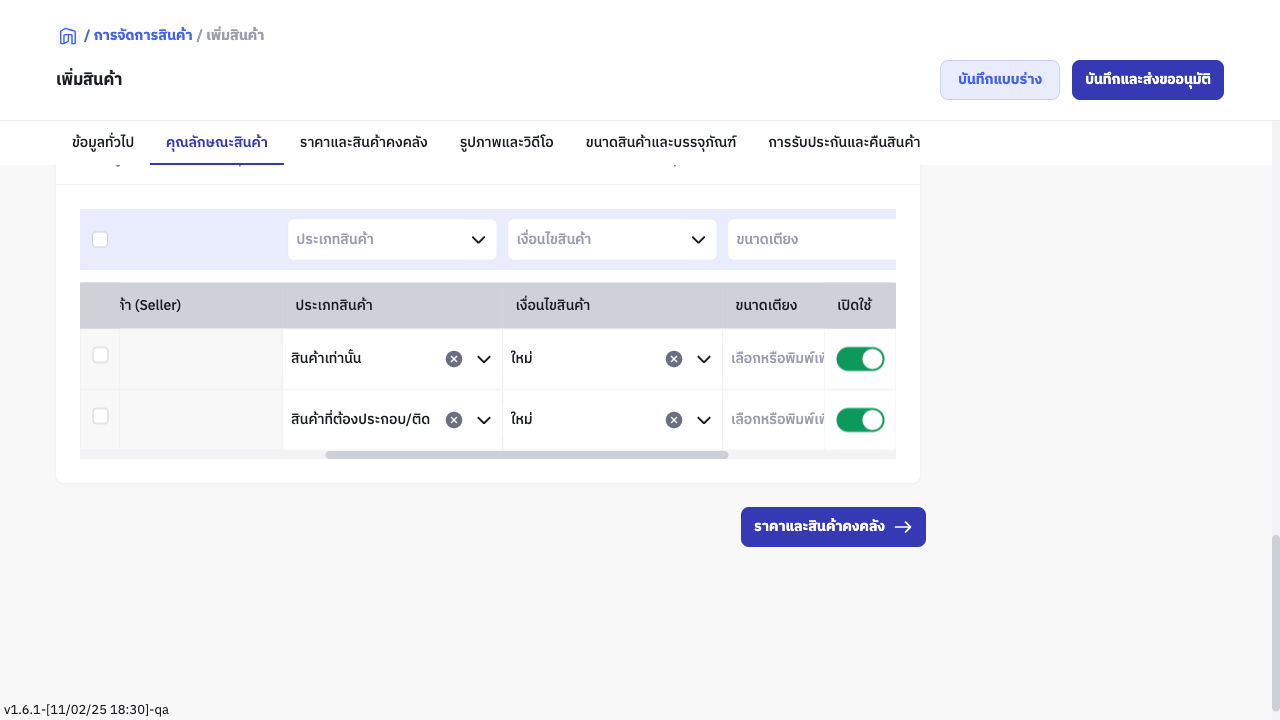 / การจัดการสินค้า / เพิ่มสินค้า
เพิ่มสินค้า
บันทึกแบบร่าง
บันทึกและส่งขออนุมัติ
ข้อมูลทั่วไป คุณลักษณะสินค้า ราคาและสินค้าคงคลัง รูปภาพและวิดีโอ ขนาดสินค้าและบรรจุภัณฑ์ การรับประกันและคืนสินค้า
ประเภทสินค้า เงื่อนไขสินค้า ขนาดเตียง
ค้า (Seller) ประเภทสินค้า เงื่อนไขสินค้า ขนาดเตียง เปิดใช้
สินค้าเท่านั้น ใหม่ เลือกหรือพิมพ์เพิ่
สินค้าที่ต้องประกอบ/ติด ใหม่ เลือกหรือพิมพ์เพิ่
ราคาและสินค้าคงคลัง
v1.6.1-[11/02/25 18:30]-qa